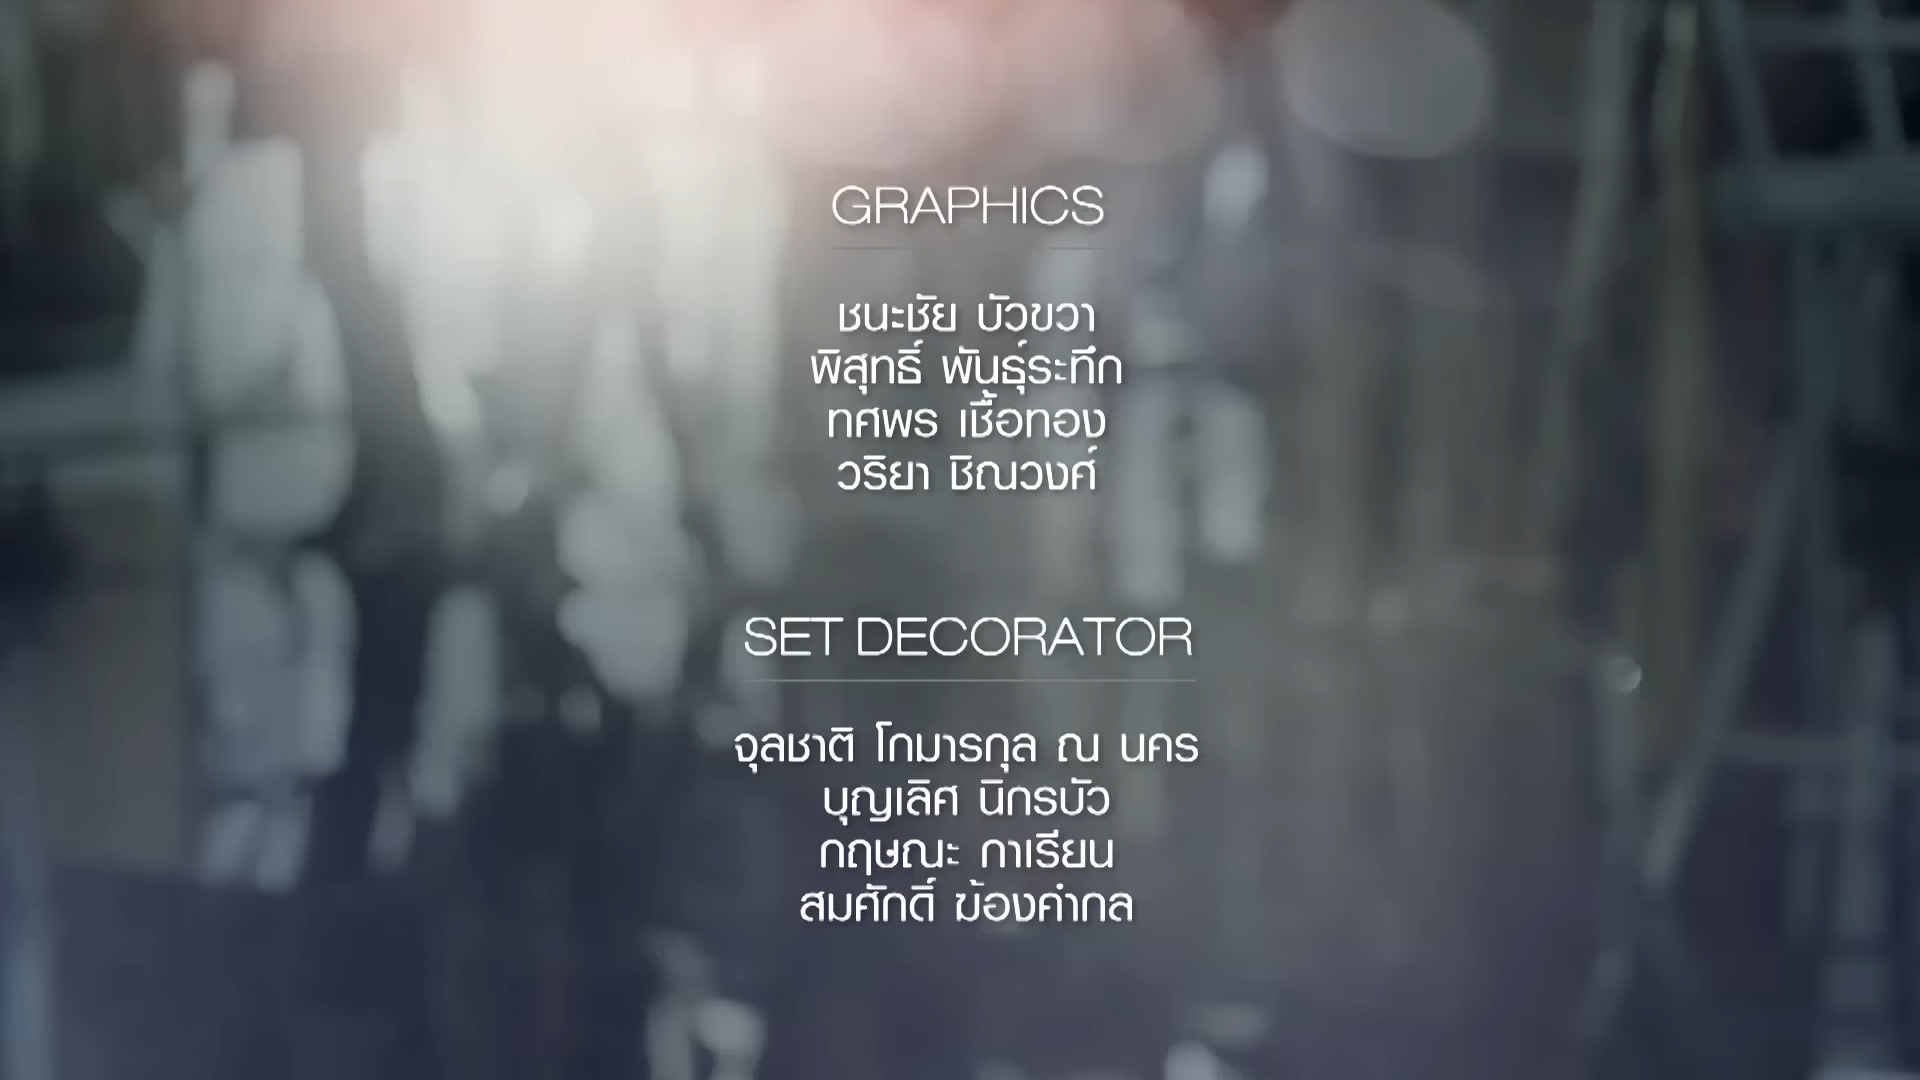 GRAPHICS
ชนะชัย บัวขวา
พิสุทธิ์ พันธุ์ระทึก
ทศพร เชื้อทอง
วริยา ชิณวงศ์
SET DECORATOR
จุลชาติ โกมารกุล ณ นคร
บุญเลิศ นิกรบัว
กฤษณะ กาเรียน
สมศักดิ์ ฆ้องคำกล